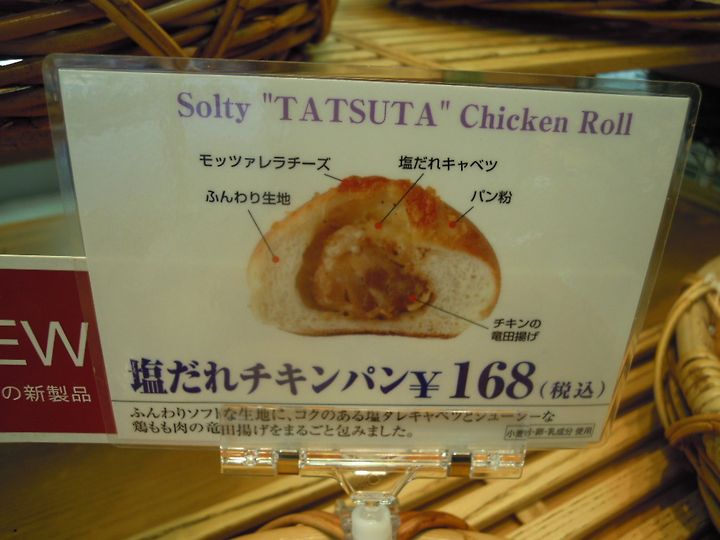 Solty "TATSUTA" Chicken Roll
モッツァレラチーズ
塩だれキャベツ
ふんわり生地
パン粉
チキンの
竜田揚げ
EW
の新製品
塩だれチキンパン ¥168(税込)
ふんわりソフトな生地に、コクのある塩ダレキャベツとジューシーな
鶏もも肉の竜田揚げをまるごと包みました。
小麦・卵・乳成分 使用